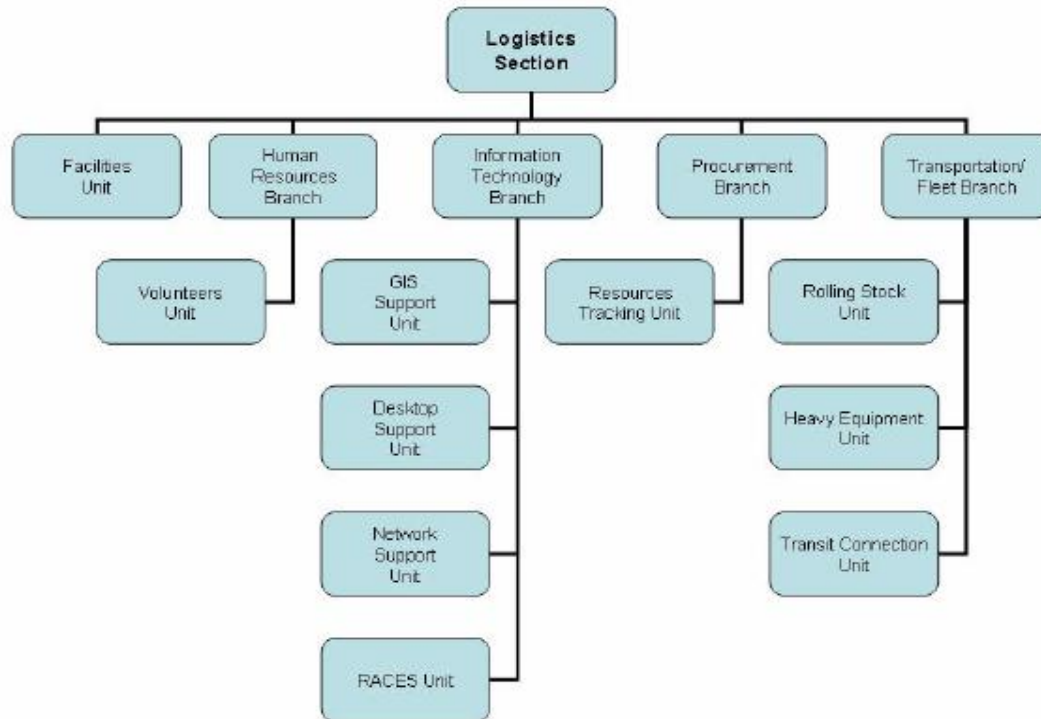 Logistics
Section
Facilities
Unit
Human
Resources
Branch
Information
Technology
Branch
Procurement
Branch
Transportation/
Fleet Branch
Volunteers
Unit
GIS
Support
Unit
Resources
Tracking Unit
Rolling Stock
Unit
Desktop
Support
Unit
Heavy Equipment
Unit
Network
Support
Unit
Transit Connection
Unit
RACES Unit